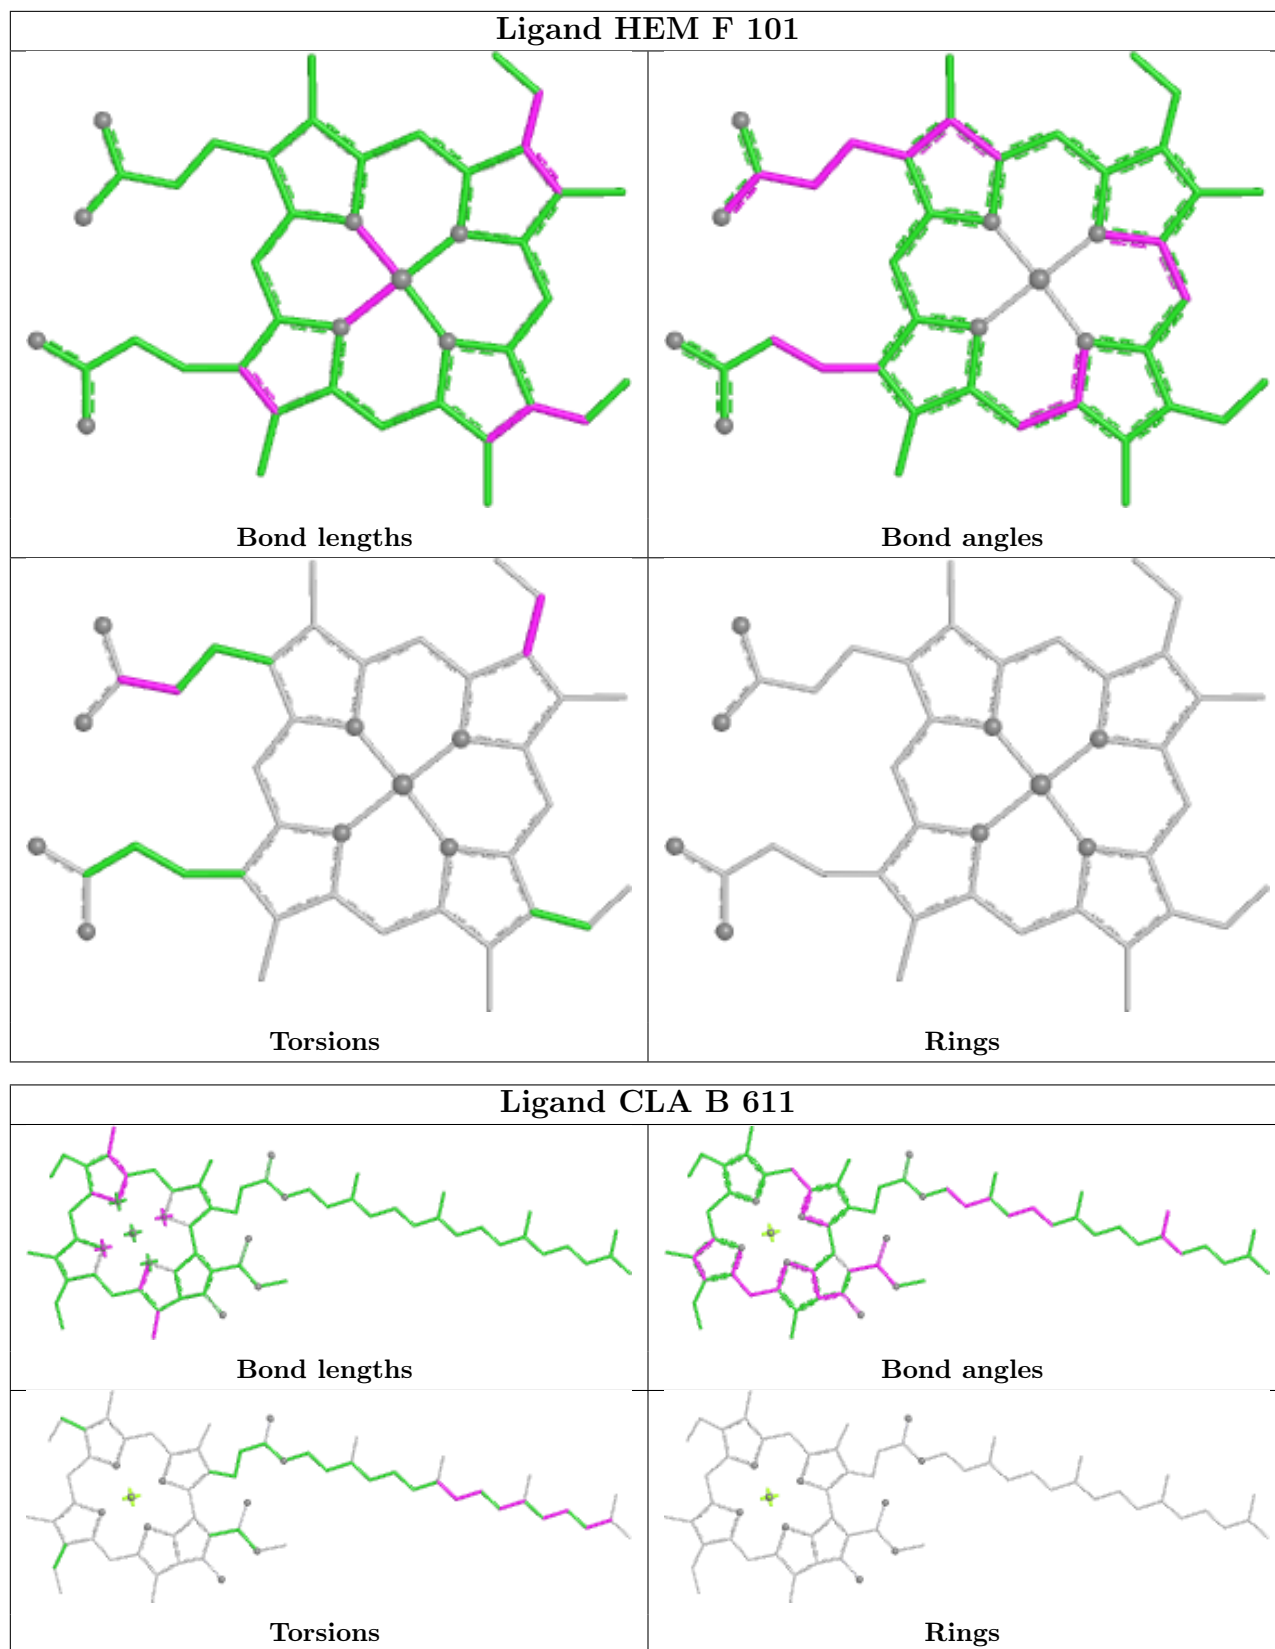 Ligand HEM F 101
Bond lengths
Bond angles
Torsions
Rings
Ligand CLA B 611
Bond lengths
Bond angles
Torsions
Rings